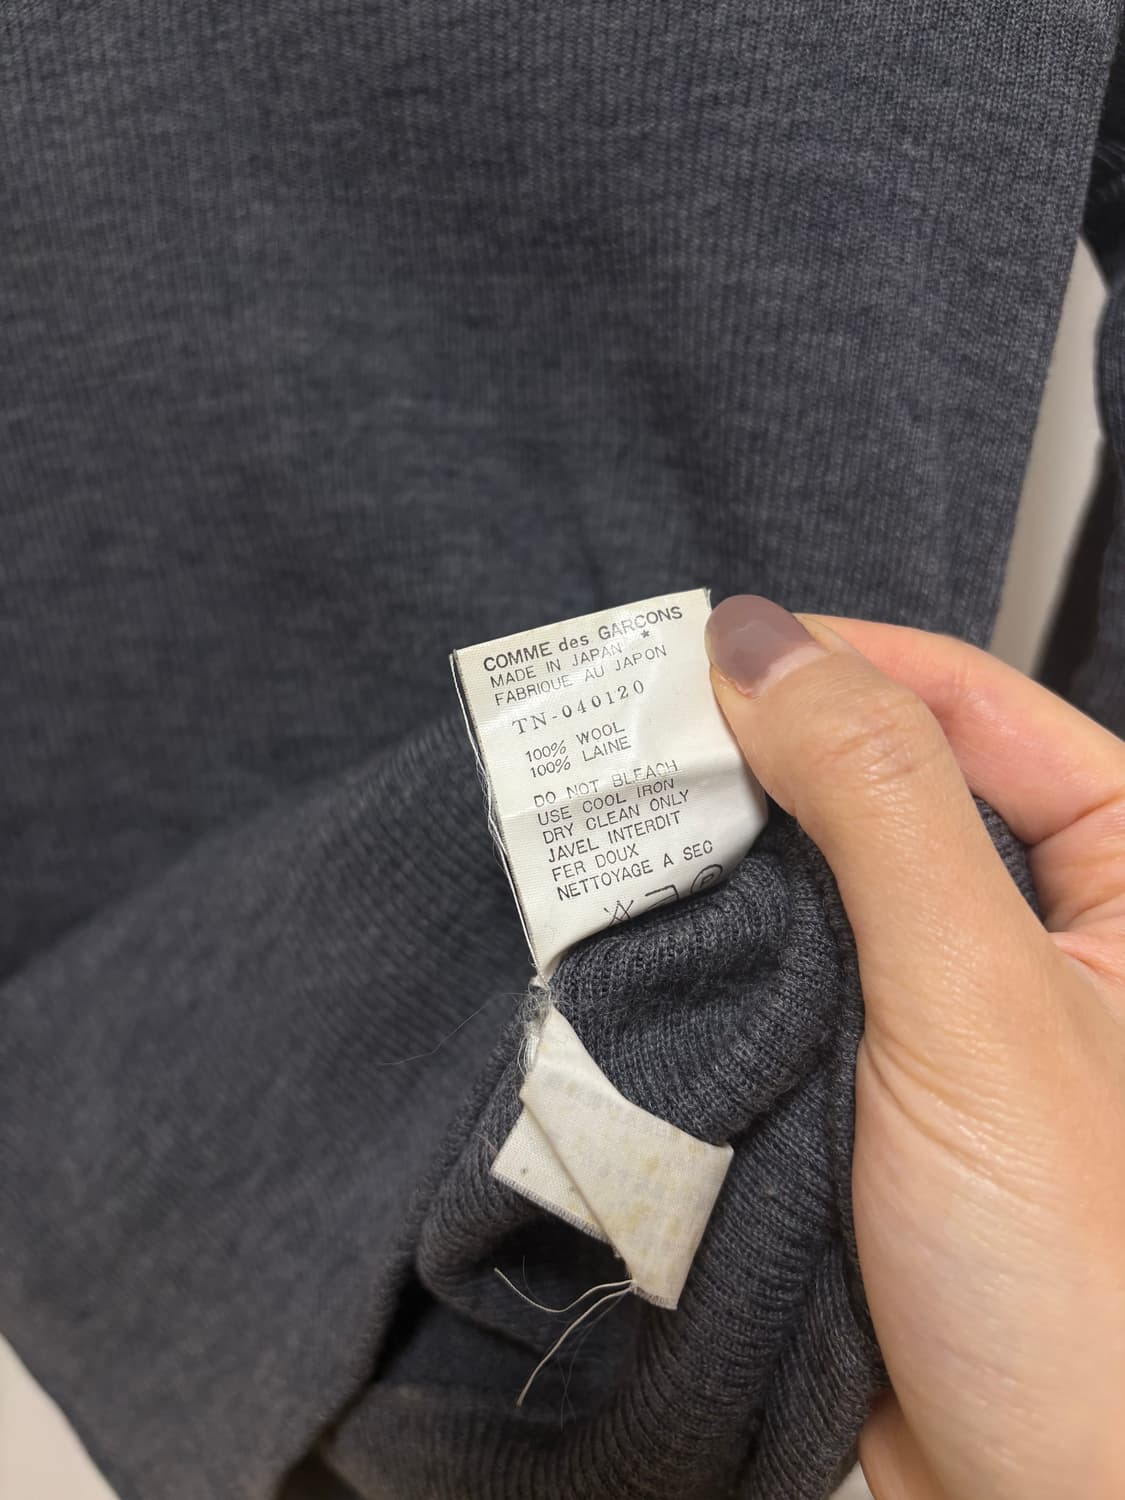 COMME des GARÇONS
MADE IN JAPAN *
FABRIQUE AU JAPON
TN-040120
100% WOOL
100% LAINE
DO NOT BLEACH
USE COOL IRON
DRY CLEAN ONLY
JAVEL INTERDIT
FER DOUX
NETTOYAGE A SEC